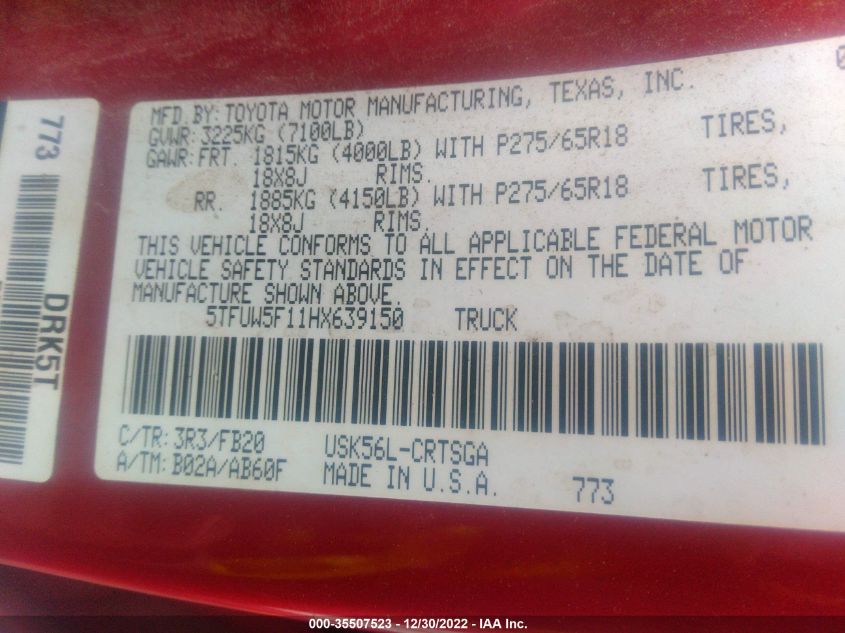 MFD. BY: TOYOTA MOTOR MANUFACTURING, TEXAS, INC.
GVWR: 3225KG (7100LB)
GAWR: FRT. 1815KG (4000LB) WITH P275/65R18 TIRES,
18X8J RIMS.
RR. 1885KG (4150LB) WITH P275/65R18 TIRES,
18X8J RIMS.
THIS VEHICLE CONFORMS TO ALL APPLICABLE FEDERAL MOTOR
VEHICLE SAFETY STANDARDS IN EFFECT ON THE DATE OF
MANUFACTURE SHOWN ABOVE.
5TFUW5F11HX639150 TRUCK
C/TR: 3R3/FB20 USK56L-CRTSGA
A/TM: B02A/AB60F MADE IN U.S.A. 773
773
DRK5T
000-35507523 - 12/30/2022 - IAA Inc.